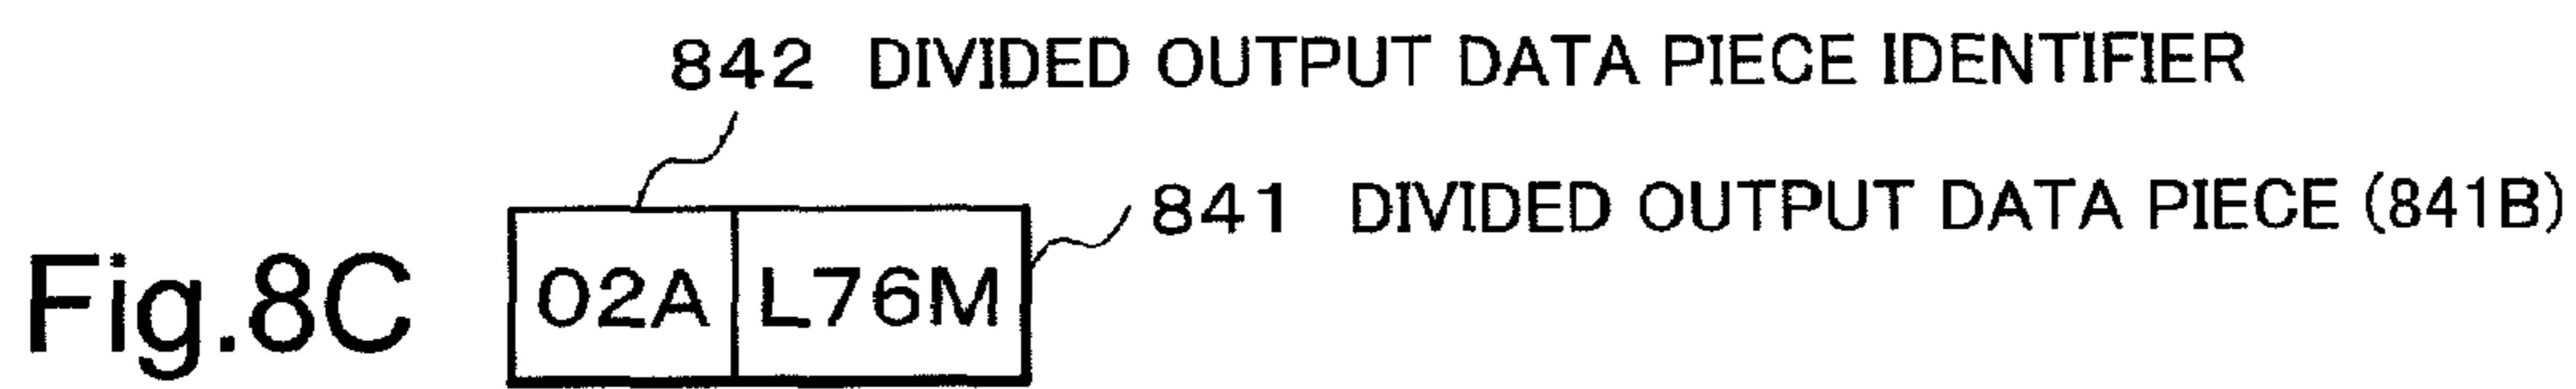 842 DIVIDED OUTPUT DATA PIECE IDENTIFIER
841 DIVIDED OUTPUT DATA PIECE (841B)
Fig.8C 02A L76M